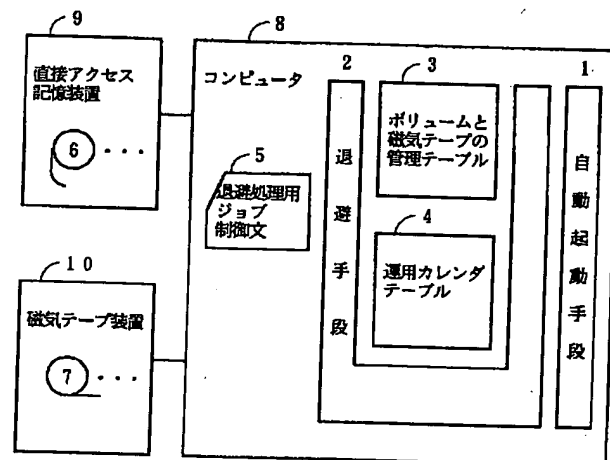 9
直接アクセス
記憶装置
6
・・・
10
磁気テープ装置
7
・・・
8
コンピュータ
5
退避処理用
ジョブ
制御文
2
退避手段
3
ボリュームと
磁気テープの
管理テーブル
4
運用カレンダ
テーブル
1
自動起動手段